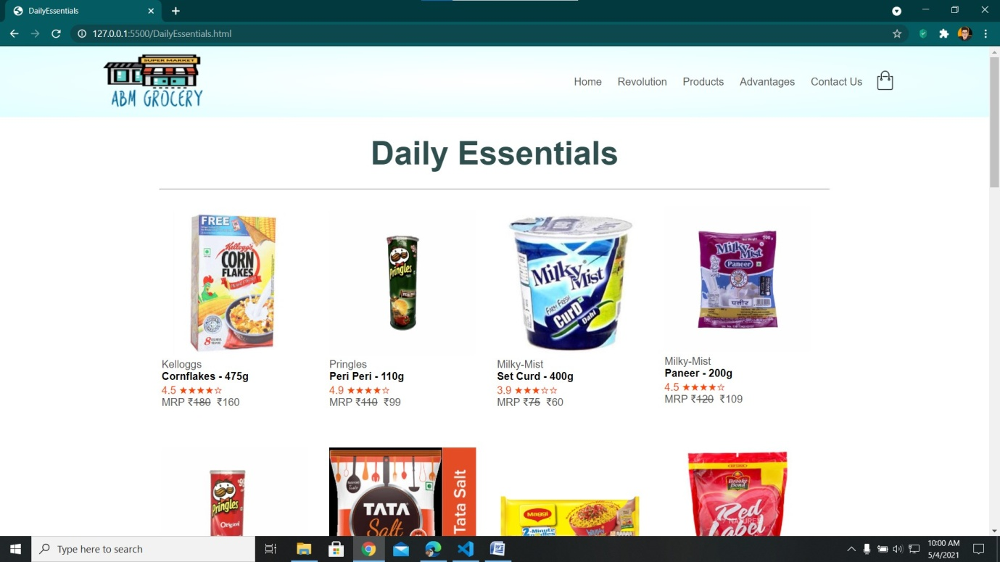 DailyEssentials
127.0.0.1:5500/DailyEssentials.html
SUPER MARKET
ABM GROCERY
Home Revolution Products Advantages Contact Us
Daily Essentials
FREE
Kellogg's
CORN
FLAKES
Pringles
Milky Mist
FARM FRESH
Curd
Dahi
200g
Milky Mist
Paneer
पनीर
Kelloggs
Cornflakes - 475g
4.5 ★★★★☆
MRP ₹180 ₹160
Pringles
Peri Peri - 110g
4.9 ★★★★☆
MRP ₹110 ₹99
Milky-Mist
Set Curd - 400g
3.9 ★★★☆☆
MRP ₹75 ₹60
Milky-Mist
Paneer - 200g
4.5 ★★★★☆
MRP ₹120 ₹109
Pringles
Original
TATA
Salt
Tata Salt
Maggi
2-Minute
Brooke
Bond
Red
Label
Type here to search
10:00 AM
5/4/2021